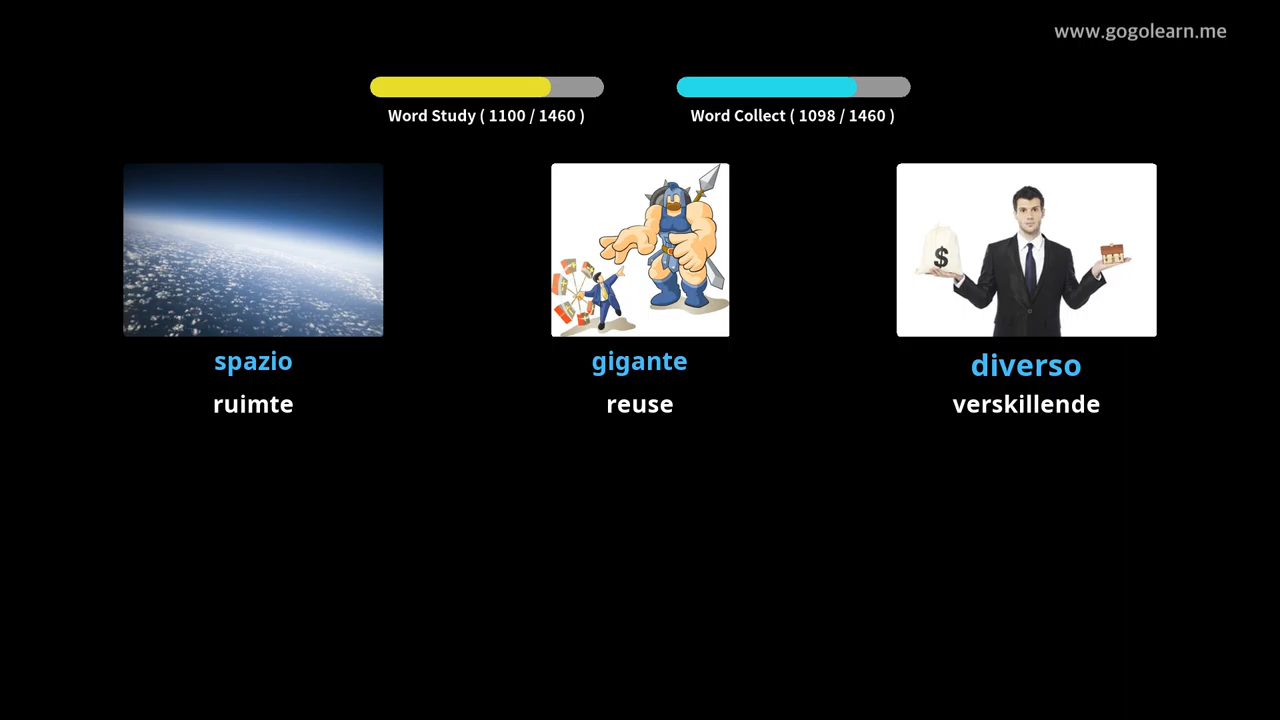 www.gogolearn.me
Word Study ( 1100 / 1460 )
Word Collect ( 1098 / 1460 )
$
spazio
gigante
diverso
ruimte
reuse
verskillende